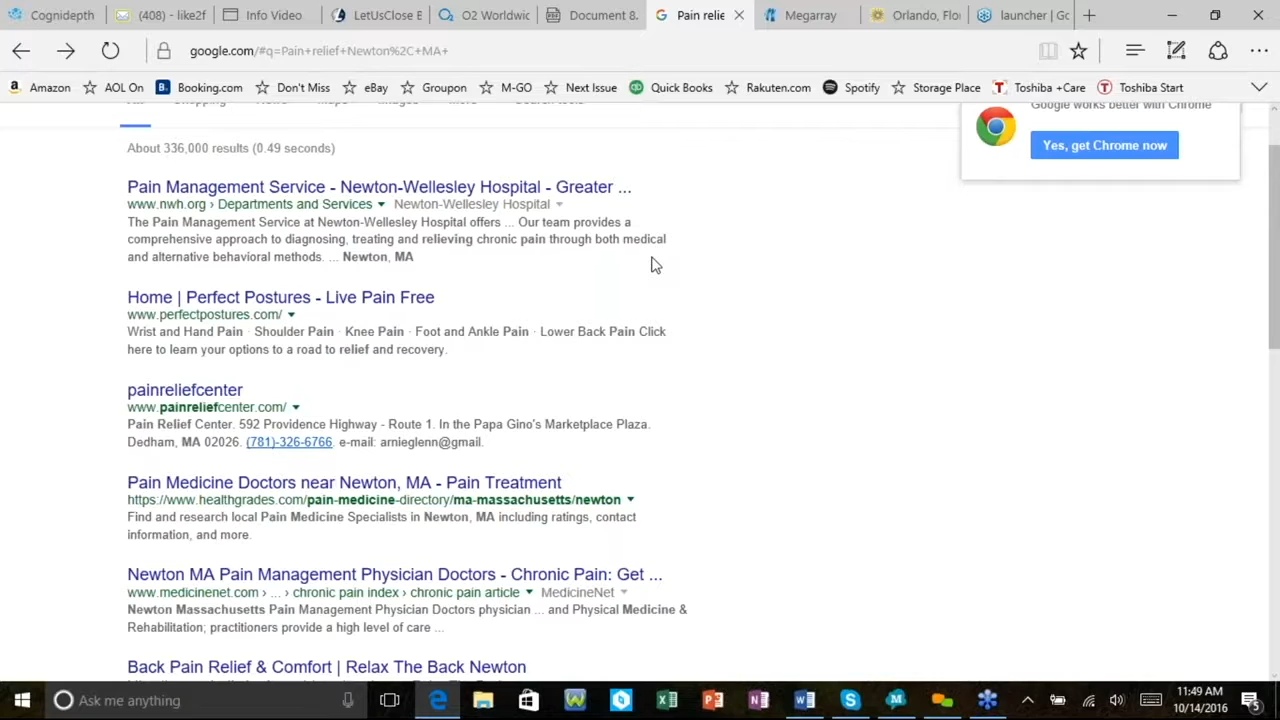 Cognidepth
(408) - like2f
Info Video
LetUsClose E
O2 Worldwic
Document 8.
Pain relie
Megarray
Orlando, Flo
launcher | Go
google.com/#q=Pain+relief+Newton%2C+MA+
Amazon
AOL On
Booking.com
Don't Miss
eBay
Groupon
M-GO
Next Issue
Quick Books
Rakuten.com
Spotify
Storage Place
Toshiba +Care
Toshiba Start
Google works better with Chrome
Yes, get Chrome now
About 336,000 results (0.49 seconds)
Pain Management Service - Newton-Wellesley Hospital - Greater ...
www.nwh.org › Departments and Services Newton-Wellesley Hospital
The Pain Management Service at Newton-Wellesley Hospital offers ... Our team provides a
comprehensive approach to diagnosing, treating and relieving chronic pain through both medical
and alternative behavioral methods. ... Newton, MA
Home | Perfect Postures - Live Pain Free
www.perfectpostures.com/
Wrist and Hand Pain · Shoulder Pain · Knee Pain · Foot and Ankle Pain · Lower Back Pain Click
here to learn your options to a road to relief and recovery.
painreliefcenter
www.painreliefcenter.com/
Pain Relief Center. 592 Providence Highway - Route 1. In the Papa Gino's Marketplace Plaza.
Dedham, MA 02026. (781)-326-6766. e-mail: arnieglenn@gmail.
Pain Medicine Doctors near Newton, MA - Pain Treatment
https://www.healthgrades.com/pain-medicine-directory/ma-massachusetts/newton
Find and research local Pain Medicine Specialists in Newton, MA including ratings, contact
information, and more.
Newton MA Pain Management Physician Doctors - Chronic Pain: Get ...
www.medicinenet.com › ... › chronic pain index › chronic pain article MedicineNet
Newton Massachusetts Pain Management Physician Doctors physician ... and Physical Medicine &
Rehabilitation; practitioners provide a high level of care ...
Back Pain Relief & Comfort | Relax The Back Newton
Ask me anything
11:49 AM
10/14/2016
5